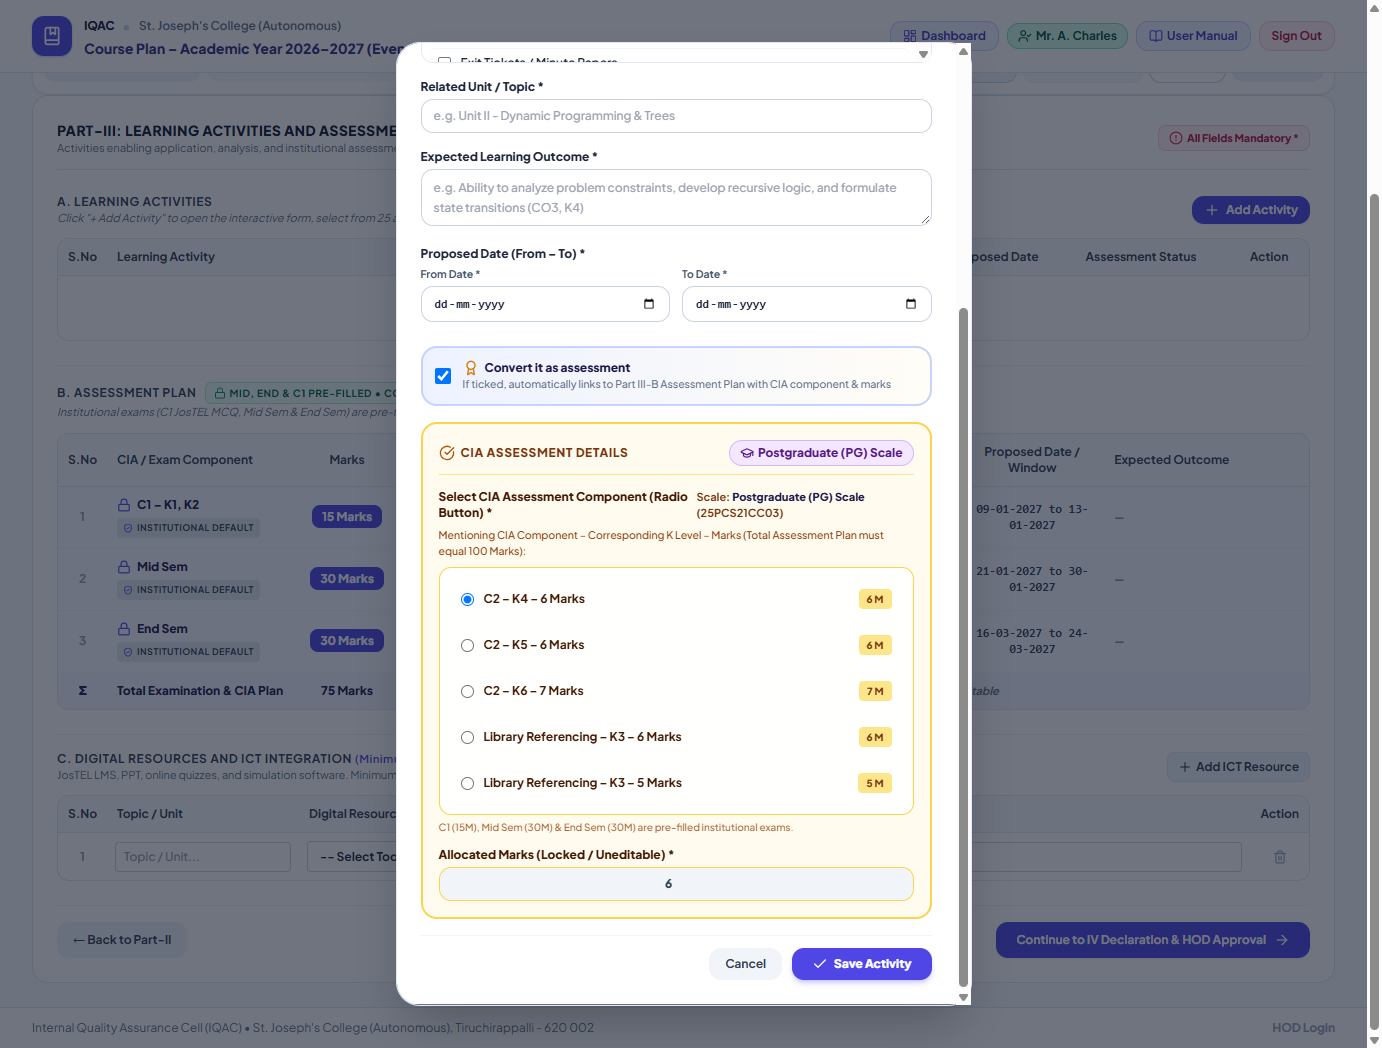 IQAC • St. Joseph's College (Autonomous)
Course Plan – Academic Year 2026–2027 (Even
Dashboard
Mr. A. Charles
User Manual
Sign Out
PART-III: LEARNING ACTIVITIES AND ASSESSME
Activities enabling application, analysis, and institutional assessm
All Fields Mandatory *
A. LEARNING ACTIVITIES
Click "+ Add Activity" to open the interactive form, select from 25 a
+ Add Activity
S.No Learning Activity
posed Date Assessment Status Action
B. ASSESSMENT PLAN
MID, END & C1 PRE-FILLED • CO
Institutional exams (C1 JosTEL MCQ, Mid Sem & End Sem) are pre-f
S.No CIA / Exam Component Marks
Proposed Date /
Window
Expected Outcome
1 C1 – K1, K2 15 Marks
INSTITUTIONAL DEFAULT
09-01-2027 to 13-
01-2027
—
2 Mid Sem 30 Marks
INSTITUTIONAL DEFAULT
21-01-2027 to 30-
01-2027
—
3 End Sem 30 Marks
INSTITUTIONAL DEFAULT
16-03-2027 to 24-
03-2027
—
Σ Total Examination & CIA Plan 75 Marks
table
C. DIGITAL RESOURCES AND ICT INTEGRATION (Minim
JosTEL LMS, PPT, online quizzes, and simulation software. Minimum
+ Add ICT Resource
S.No Topic / Unit Digital Resourc
Action
1 Topic / Unit... -- Select Too
← Back to Part-II
Continue to IV Declaration & HOD Approval →
Internal Quality Assurance Cell (IQAC) • St. Joseph's College (Autonomous), Tiruchirappalli - 620 002
HOD Login
Exit Tickets / Minute Papers
Related Unit / Topic *
e.g. Unit II - Dynamic Programming & Trees
Expected Learning Outcome *
e.g. Ability to analyze problem constraints, develop recursive logic, and formulate
state transitions (CO3, K4)
Proposed Date (From – To) *
From Date * To Date *
dd-mm-yyyy dd-mm-yyyy
Convert it as assessment
If ticked, automatically links to Part III-B Assessment Plan with CIA component & marks
CIA ASSESSMENT DETAILS
Postgraduate (PG) Scale
Select CIA Assessment Component (Radio
Button) *
Scale: Postgraduate (PG) Scale
(25PCS21CC03)
Mentioning CIA Component – Corresponding K Level – Marks (Total Assessment Plan must
equal 100 Marks):
C2 – K4 – 6 Marks 6 M
C2 – K5 – 6 Marks 6 M
C2 – K6 – 7 Marks 7 M
Library Referencing – K3 – 6 Marks 6 M
Library Referencing – K3 – 5 Marks 5 M
C1 (15M), Mid Sem (30M) & End Sem (30M) are pre-filled institutional exams.
Allocated Marks (Locked / Uneditable) *
6
Cancel
Save Activity